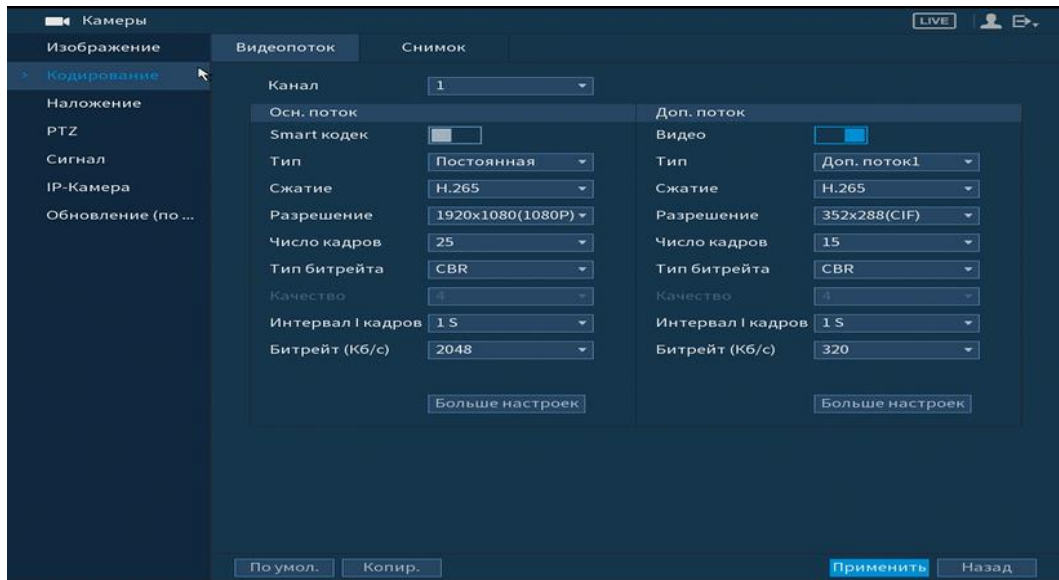 Камеры LIVE
Изображение
Кодирование
Наложение
PTZ
Сигнал
IP-Камера
Обновление (по ...
Видеопоток Снимок
Канал 1
Осн. поток Доп. поток
Smart кодек Видео
Тип Постоянная Тип Доп. поток1
Сжатие H.265 Сжатие H.265
Разрешение 1920x1080(1080P) Разрешение 352x288(CIF)
Число кадров 25 Число кадров 15
Тип битрейта CBR Тип битрейта CBR
Качество 4 Качество 4
Интервал I кадров 1 S Интервал I кадров 1 S
Битрейт (Кб/с) 2048 Битрейт (Кб/с) 320
Больше настроек Больше настроек
По умол. Копир. Применить Назад